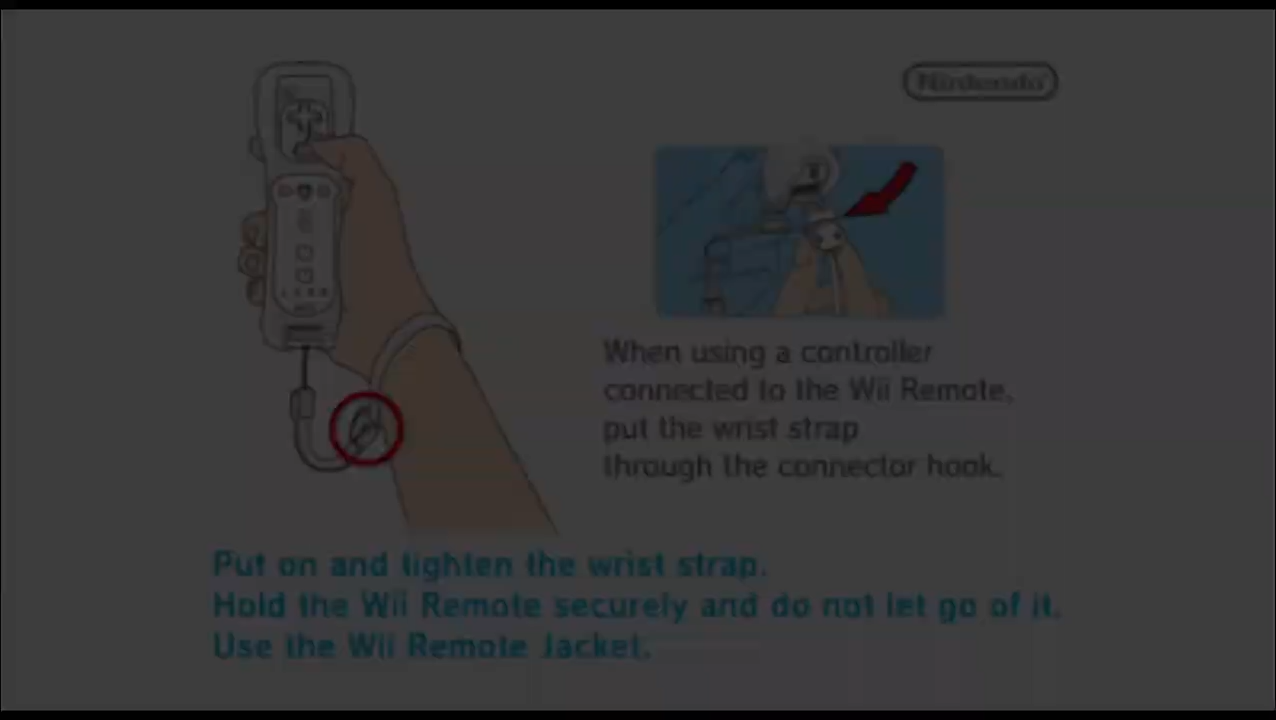 Nintendo
When using a controller
connected to the Wii Remote,
put the wrist strap
through the connector hook.
Put on and tighten the wrist strap.
Hold the Wii Remote securely and do not let go of it.
Use the Wii Remote Jacket.